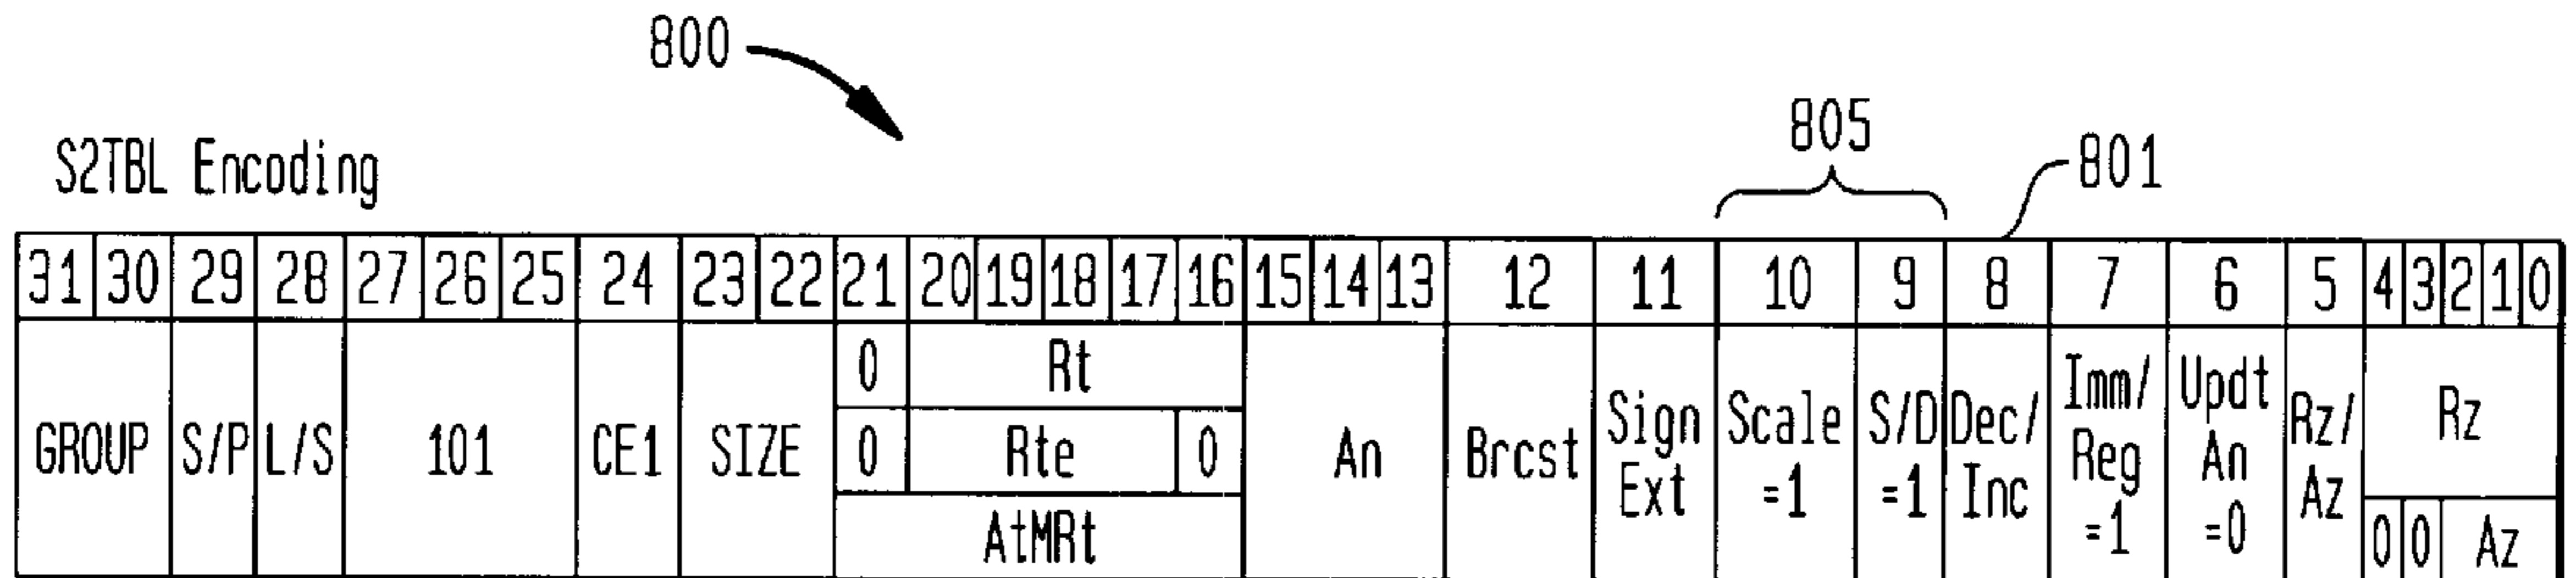 800
805
801
S2TBL Encoding
31 30 29 28 27 26 25 24 23 22 21 20 19 18 17 16 15 14 13 12 11 10 9 8 7 6 5 4 3 2 1 0
GROUP S/P L/S 101 CE1 SIZE
0 Rt
0 Rte 0
AtMRt
An
Brcst
Sign
Ext
Scale
=1
S/D
=1
Dec/
Inc
Imm/
Reg
=1
Updt
An
=0
Rz/
Az
Rz
0 0 Az